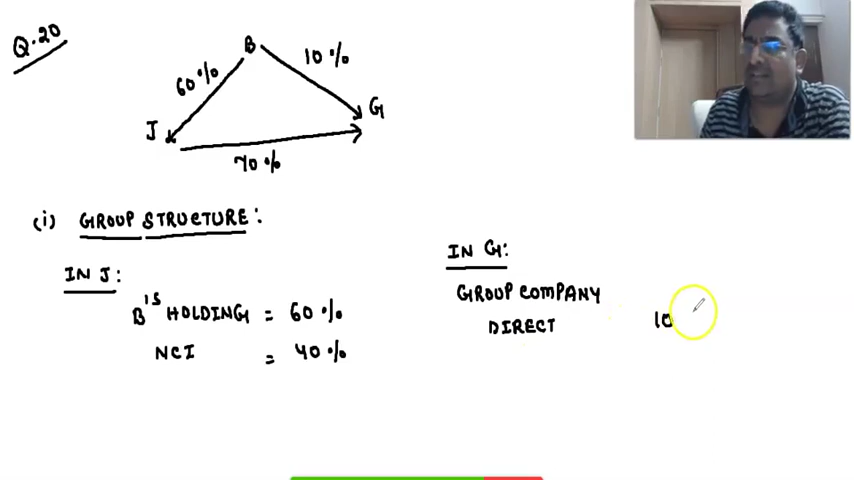 Q.20
B
60%
10%
J
G
70%
(i) GROUP STRUCTURE:
IN J:
B'S HOLDING = 60%
NCI = 40%
IN G:
GROUP COMPANY
DIRECT 10